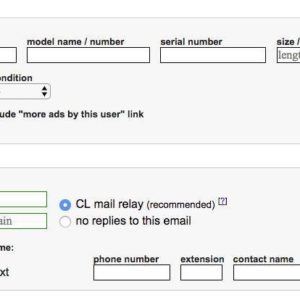 model name / number serial number size /
length
ondition
ude "more ads by this user" link
CL mail relay (recommended) [?]
ain no replies to this email
me:
phone number extension contact name
xt